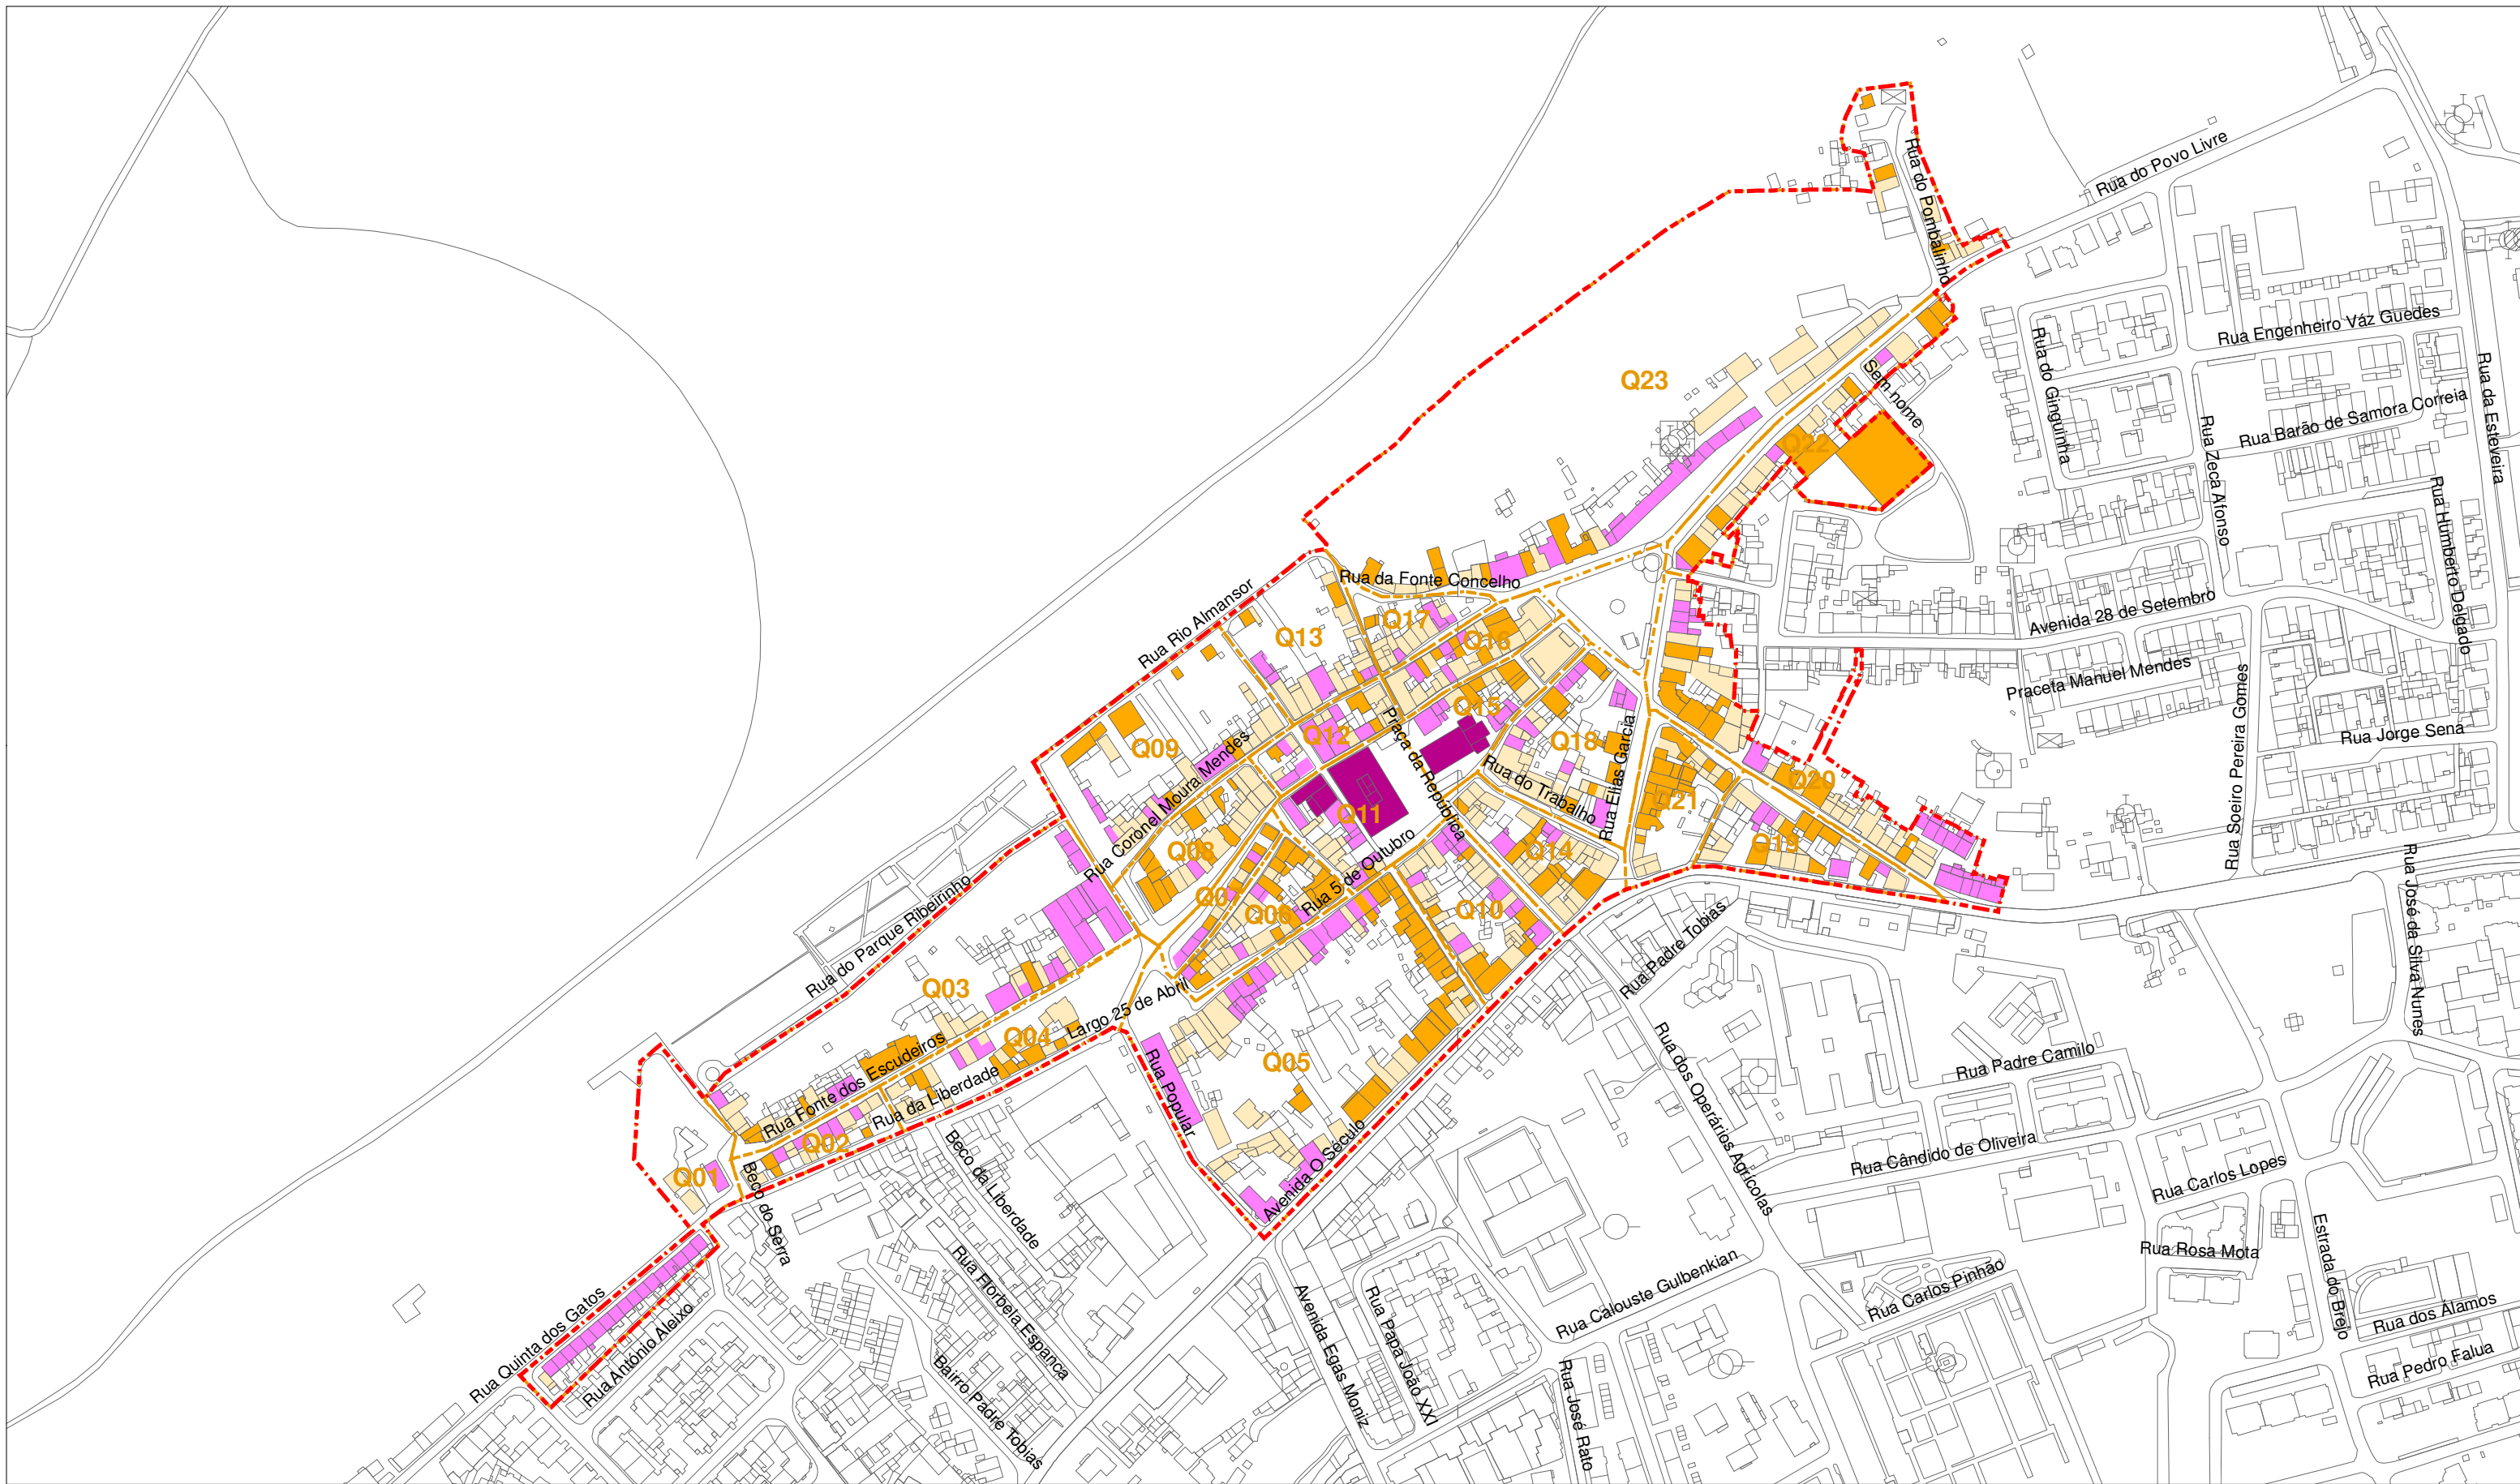 Rua do Povo Livre
Rua do Pombalinho
Rua Engenheiro Váz Guedes
Rua do Ginguinha
Rua da Esteveira
Q23
Sem nome
Rua Barão de Samora Correia
Rua Zeca Afonso
Q22
Rua Humberto Delgado
Rua da Fonte Concelho
Rua Rio Almansor
Avenida 28 de Setembro
Q13
Q17
Q16
Praceta Manuel Mendes
Rua Soeiro Pereira Gomes
Rua Jorge Sena
Q15
Q12
Q18
Q09
Praça da República
Rua Elias Garcia
Rua Coronel Moura Mendes
Rua do Trabalho
Q20
Q21
Q11
Q19
Q14
Q08
Rua 5 de Outubro
Q07
Q06
Q10
Rua José da Silva Nunes
Rua do Parque Ribeirinho
Rua Padre Tobias
Q03
Largo 25 de Abril
Q04
Rua Fonte dos Escudeiros
Rua da Liberdade
Q05
Rua Popular
Rua dos Operários Agrícolas
Rua Padre Camilo
Q02
Avenida O Século
Rua Cândido de Oliveira
Q01
Beco do Serra
Beco da Liberdade
Rua Carlos Lopes
Rua Rosa Mota
Estrada do Brejo
Rua Florbela Espanca
Rua Calouste Gulbenkian
Rua Carlos Pinhão
Rua Quinta dos Gatos
Rua António Aleixo
Avenida Egas Moniz
Rua Papa João XXI
Rua dos Álamos
Rua Pedro Falua
Bairro Padre Tobias
Rua José Rato